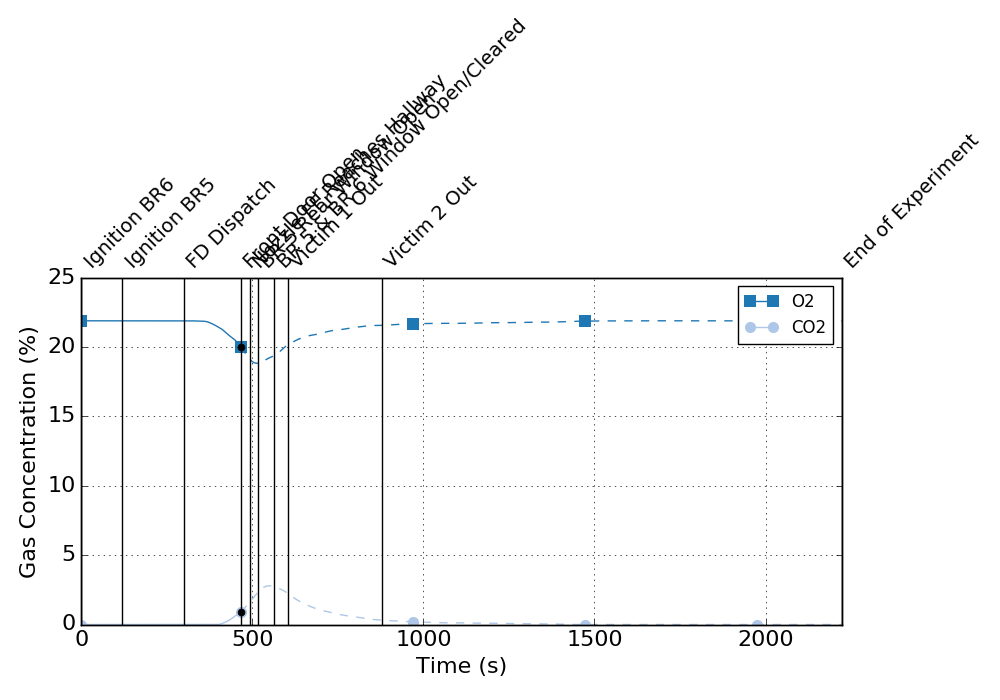 Ignition BR6
Ignition BR5
FD Dispatch
Front Door Open
Window Open
BR 5 & BR 6 Window Open/Cleared
Victim 1 Out
Victim 2 Out
End of Experiment
25
20
15
10
5
0
Gas Concentration (%)
O2
CO2
0
500
1000
1500
2000
Time (s)